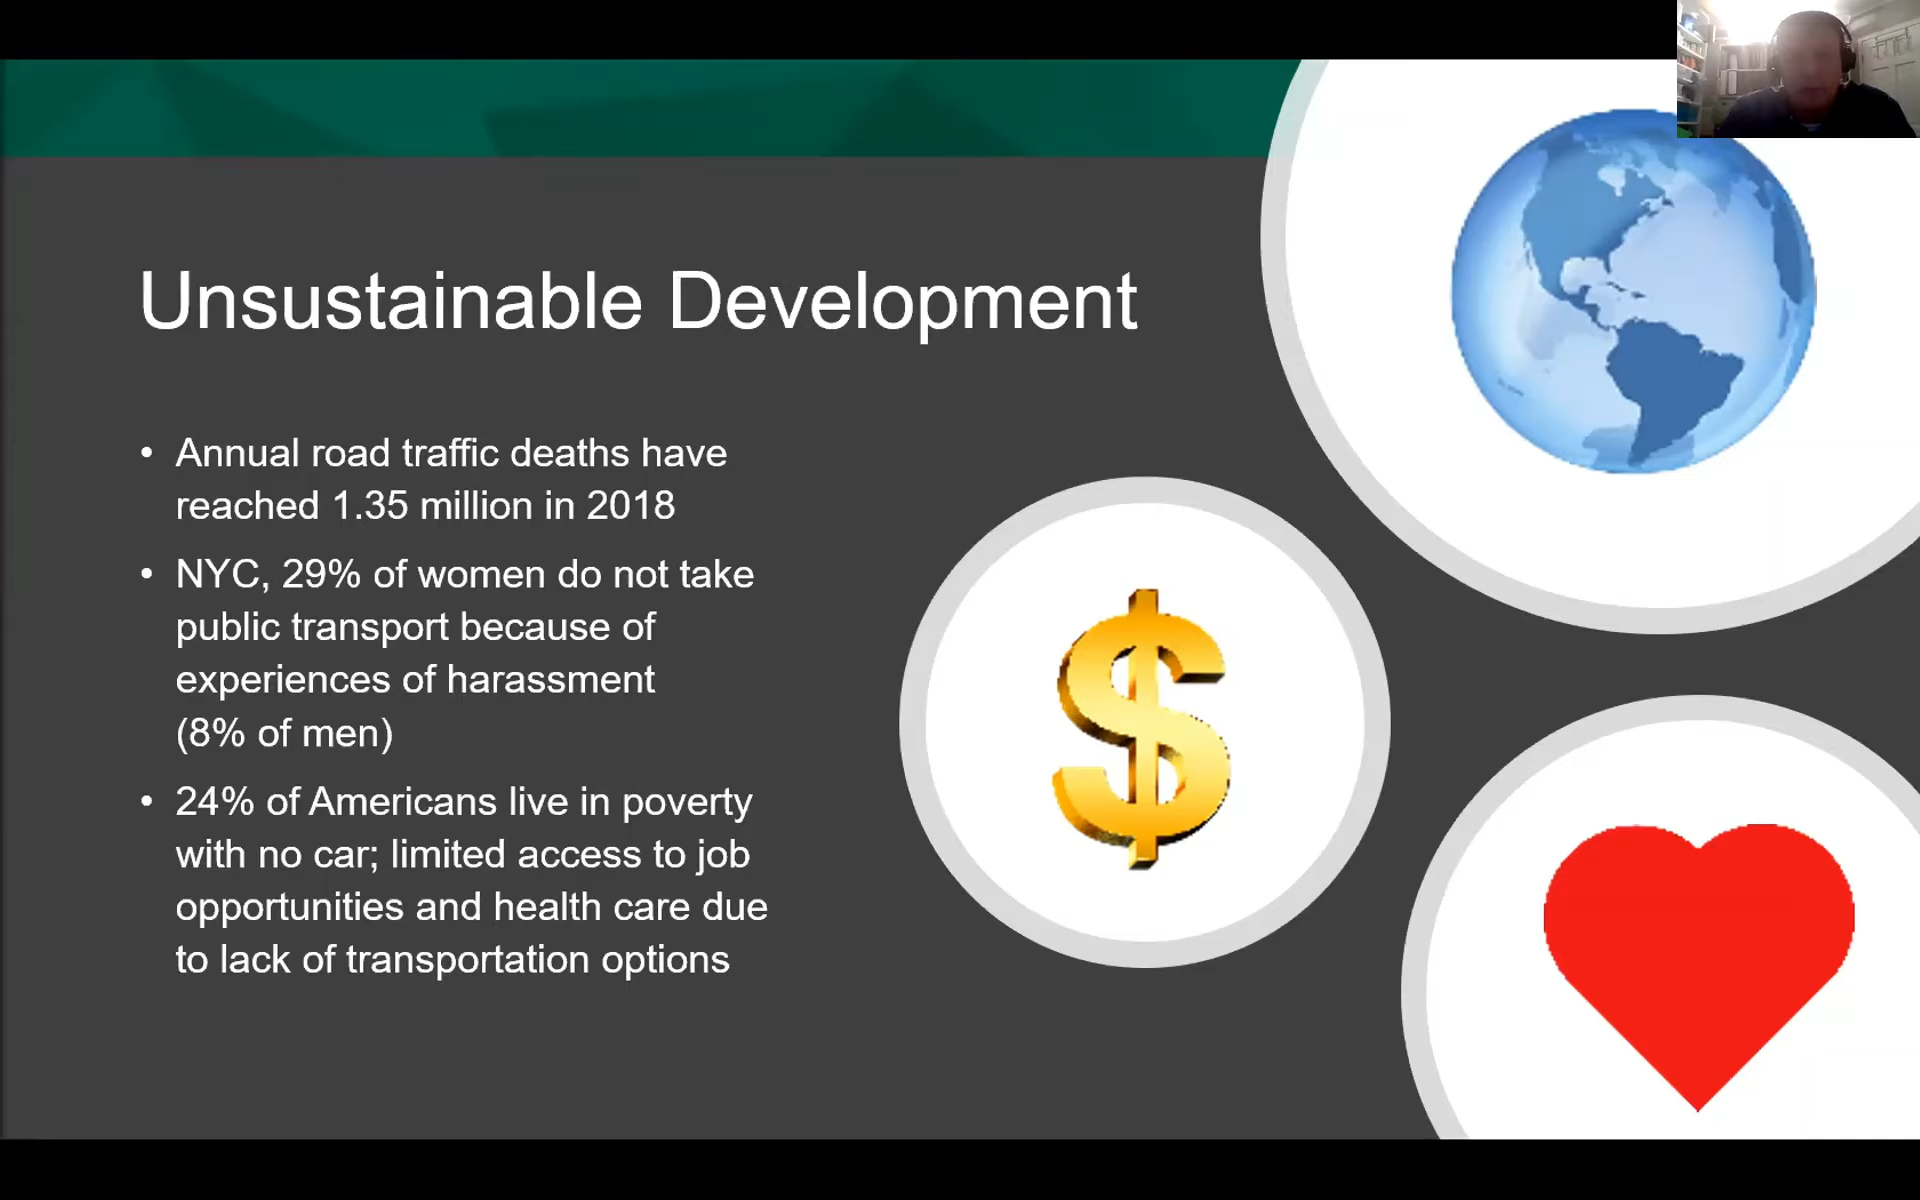 Unsustainable Development
• Annual road traffic deaths have
reached 1.35 million in 2018
• NYC, 29% of women do not take
public transport because of
experiences of harassment
(8% of men)
• 24% of Americans live in poverty
with no car; limited access to job
opportunities and health care due
to lack of transportation options
$